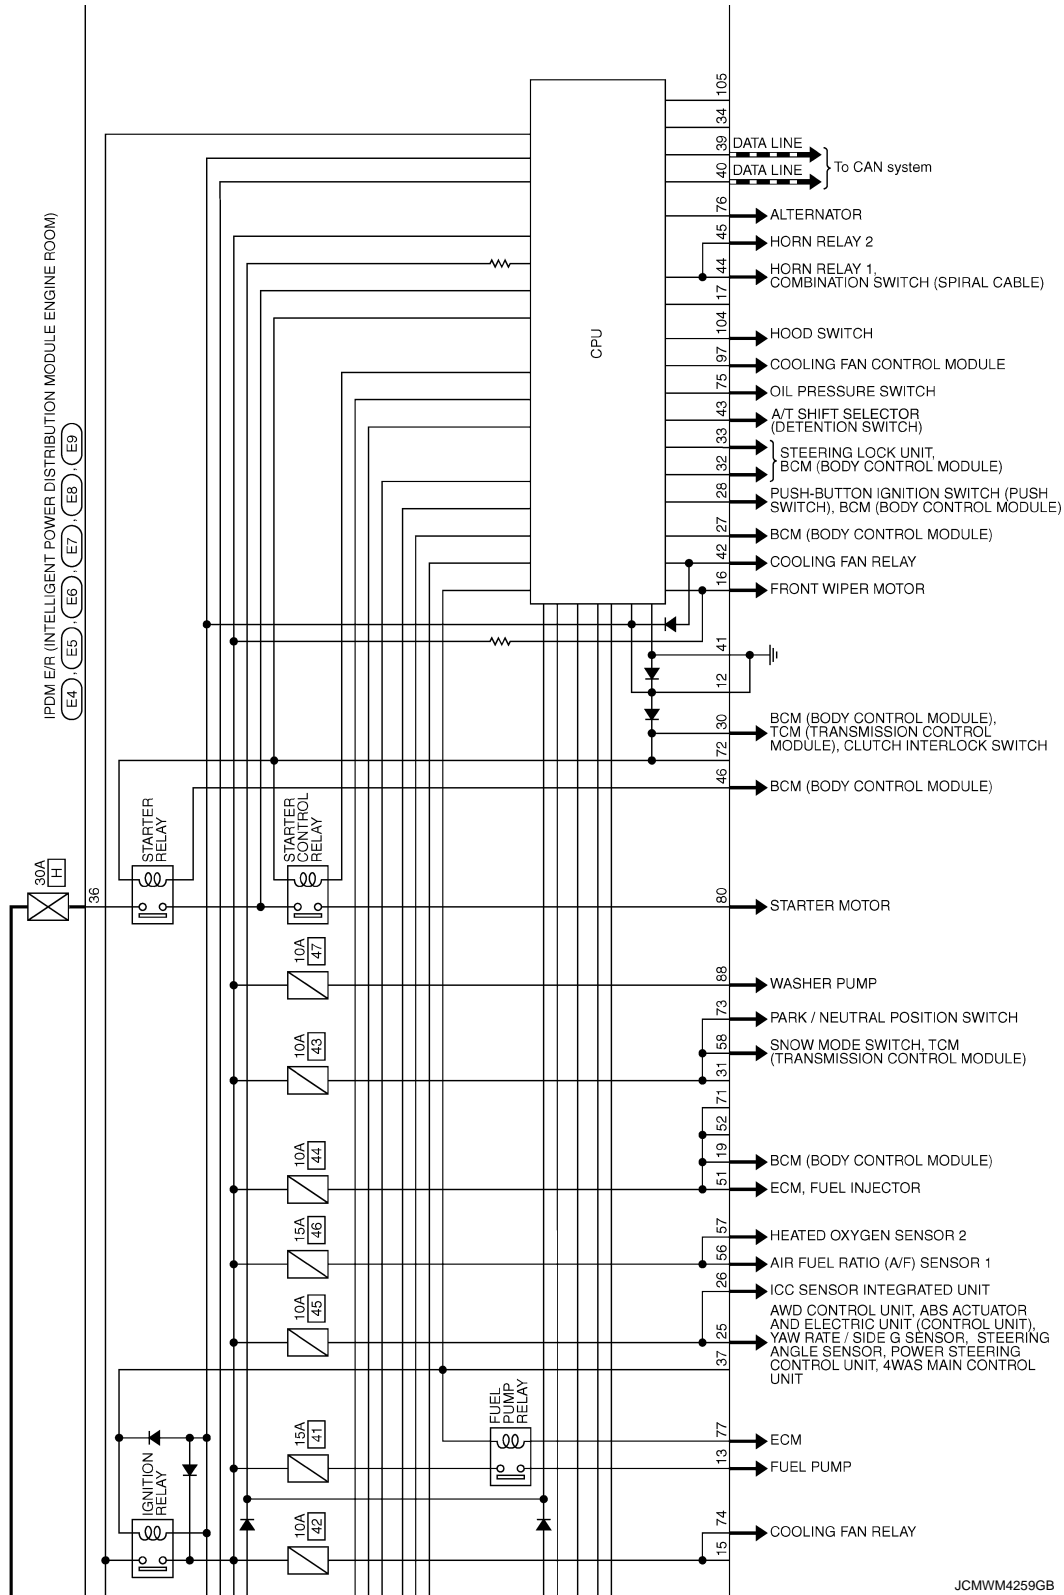 105
34
39
DATA LINE
40
DATA LINE
To CAN system
76
ALTERNATOR
45
HORN RELAY 2
44
HORN RELAY 1,
COMBINATION SWITCH (SPIRAL CABLE)
17
104
HOOD SWITCH
97
COOLING FAN CONTROL MODULE
75
OIL PRESSURE SWITCH
43
A/T SHIFT SELECTOR
(DETENTION SWITCH)
33
32
STEERING LOCK UNIT,
BCM (BODY CONTROL MODULE)
28
PUSH-BUTTON IGNITION SWITCH (PUSH
SWITCH), BCM (BODY CONTROL MODULE)
27
BCM (BODY CONTROL MODULE)
42
COOLING FAN RELAY
16
FRONT WIPER MOTOR
CPU
IPDM E/R (INTELLIGENT POWER DISTRIBUTION MODULE ENGINE ROOM)
E4 , E5 , E6 , E7 , E8 , E9
41
12
30
BCM (BODY CONTROL MODULE),
TCM (TRANSMISSION CONTROL
MODULE), CLUTCH INTERLOCK SWITCH
72
46
BCM (BODY CONTROL MODULE)
STARTER
RELAY
STARTER
CONTROL
RELAY
30A
H
36
80
STARTER MOTOR
10A
47
88
WASHER PUMP
73
PARK / NEUTRAL POSITION SWITCH
10A
43
58
SNOW MODE SWITCH, TCM
(TRANSMISSION CONTROL MODULE)
31
71
52
10A
44
19
BCM (BODY CONTROL MODULE)
51
ECM, FUEL INJECTOR
15A
46
57
HEATED OXYGEN SENSOR 2
56
AIR FUEL RATIO (A/F) SENSOR 1
26
ICC SENSOR INTEGRATED UNIT
10A
45
25
AWD CONTROL UNIT, ABS ACTUATOR
AND ELECTRIC UNIT (CONTROL UNIT),
YAW RATE / SIDE G SENSOR, STEERING
ANGLE SENSOR, POWER STEERING
CONTROL UNIT, 4WAS MAIN CONTROL
UNIT
37
FUEL
PUMP
RELAY
15A
41
77
ECM
13
FUEL PUMP
IGNITION
RELAY
10A
42
74
COOLING FAN RELAY
15
JCMWM4259GB